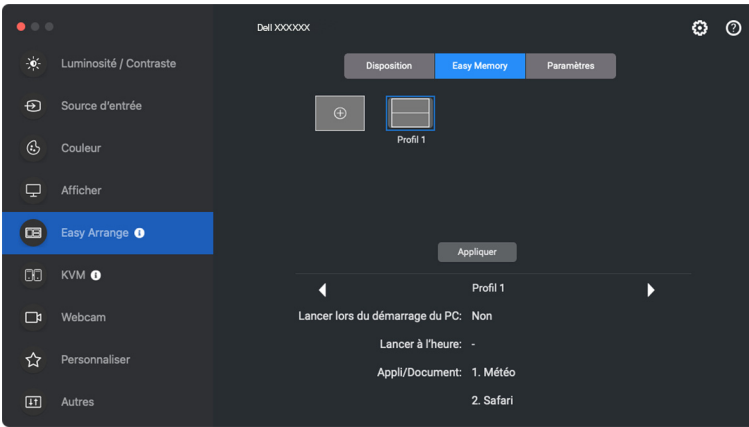 Dell XXXXXX
Luminosité / Contraste
Source d'entrée
Couleur
Afficher
Easy Arrange
KVM
Webcam
Personnaliser
Autres
Disposition Easy Memory Paramètres
Profil 1
Appliquer
Profil 1
Lancer lors du démarrage du PC: Non
Lancer à l'heure: -
Appli/Document: 1. Météo
2. Safari